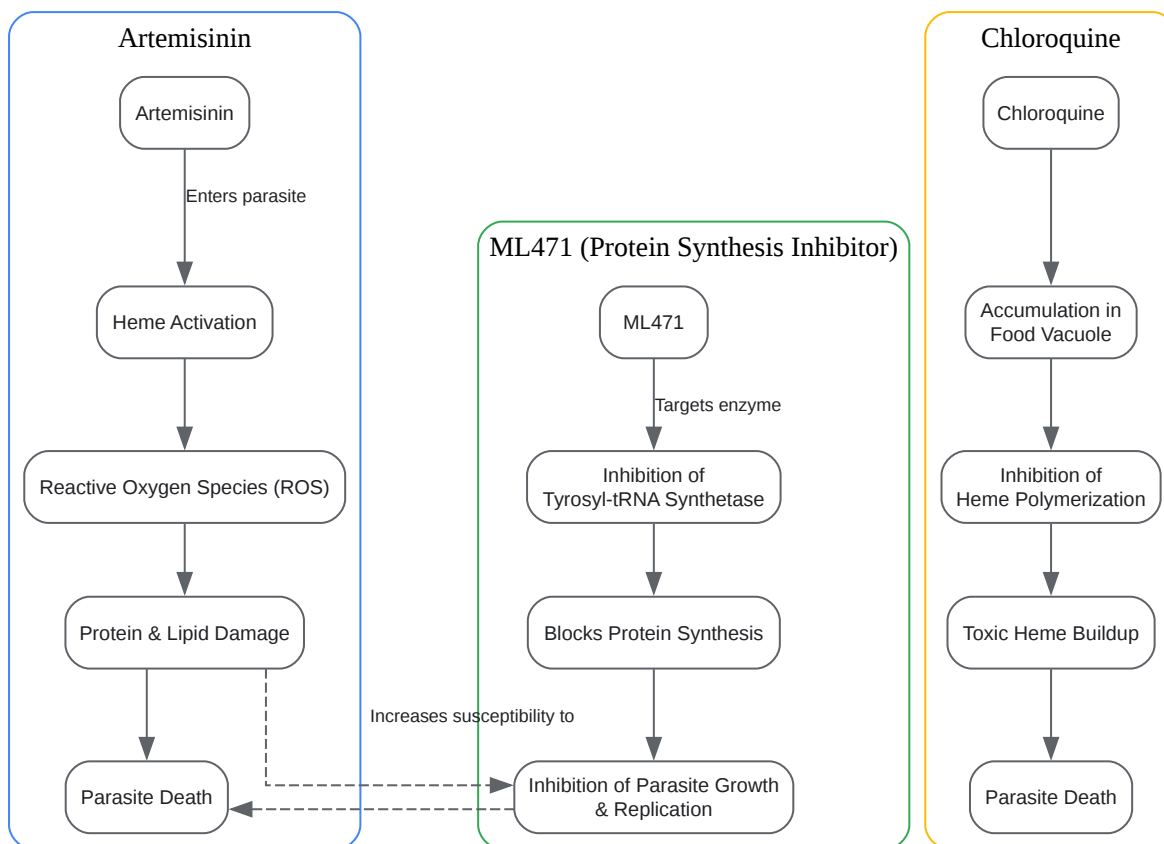 Artemisinin
Artemisinin
Enters parasite
Heme Activation
Reactive Oxygen Species (ROS)
Protein & Lipid Damage
Parasite Death
Increases susceptibility to
ML471 (Protein Synthesis Inhibitor)
ML471
Targets enzyme
Inhibition of
Tyrosyl-tRNA Synthetase
Blocks Protein Synthesis
Inhibition of Parasite Growth
& Replication
Chloroquine
Chloroquine
Accumulation in
Food Vacuole
Inhibition of
Heme Polymerization
Toxic Heme Buildup
Parasite Death